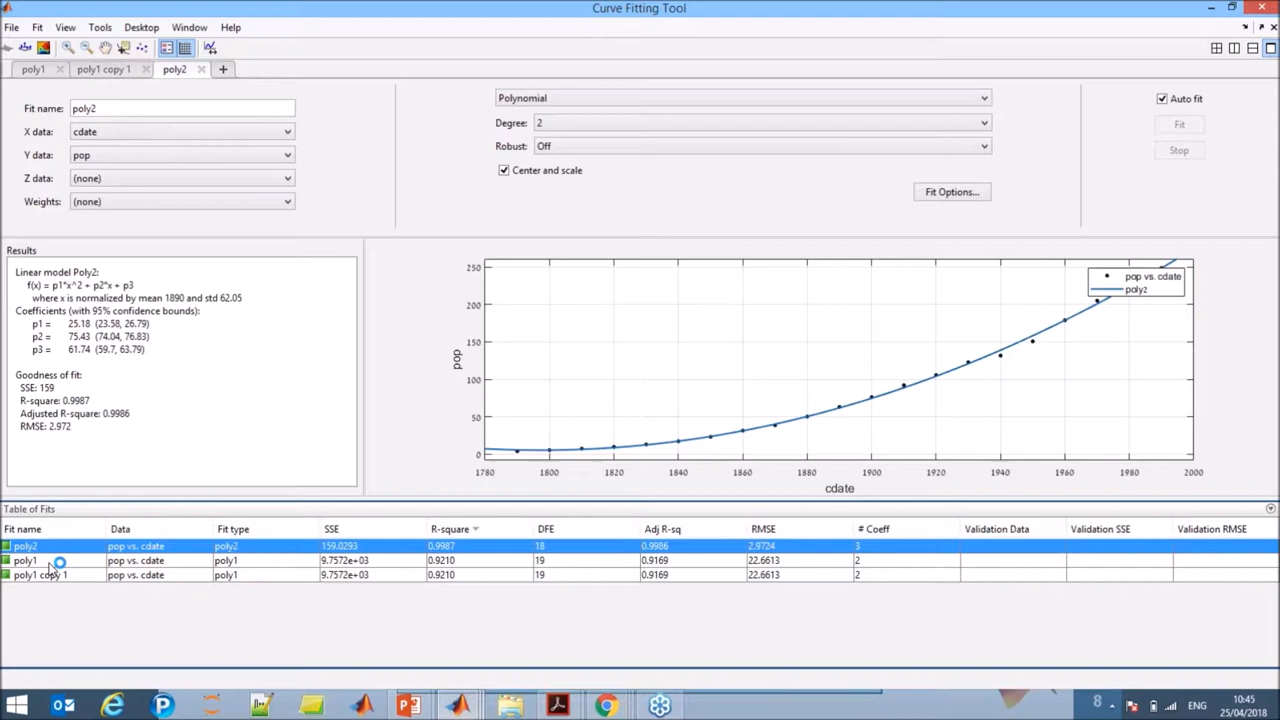 Curve Fitting Tool
File Fit View Tools Desktop Window Help
poly1 poly1 copy 1 poly2
Fit name: poly2
X data: cdate
Y data: pop
Z data: (none)
Weights: (none)
Polynomial
Degree: 2
Robust: Off
Center and scale
Fit Options...
Auto fit
Fit
Stop
Results
Linear model Poly2:
f(x) = p1*x^2 + p2*x + p3
where x is normalized by mean 1890 and std 62.05
Coefficients (with 95% confidence bounds):
p1 = 25.18 (23.58, 26.79)
p2 = 75.43 (74.04, 76.83)
p3 = 61.74 (59.7, 63.79)
Goodness of fit:
SSE: 159
R-square: 0.9987
Adjusted R-square: 0.9986
RMSE: 2.972
250
200
150
100
50
0
pop
pop vs. cdate
poly2
1780 1800 1820 1840 1860 1880 1900 1920 1940 1960 1980 2000
cdate
Table of Fits
Fit name Data Fit type SSE R-square DFE Adj R-sq RMSE # Coeff Validation Data Validation SSE Validation RMSE
poly2 pop vs. cdate poly2 159.0293 0.9987 18 0.9986 2.9724 3
poly1 pop vs. cdate poly1 9.7572e+03 0.9210 19 0.9169 22.6613 2
poly1 copy 1 pop vs. cdate poly1 9.7572e+03 0.9210 19 0.9169 22.6613 2
ENG
10:45
25/04/2018